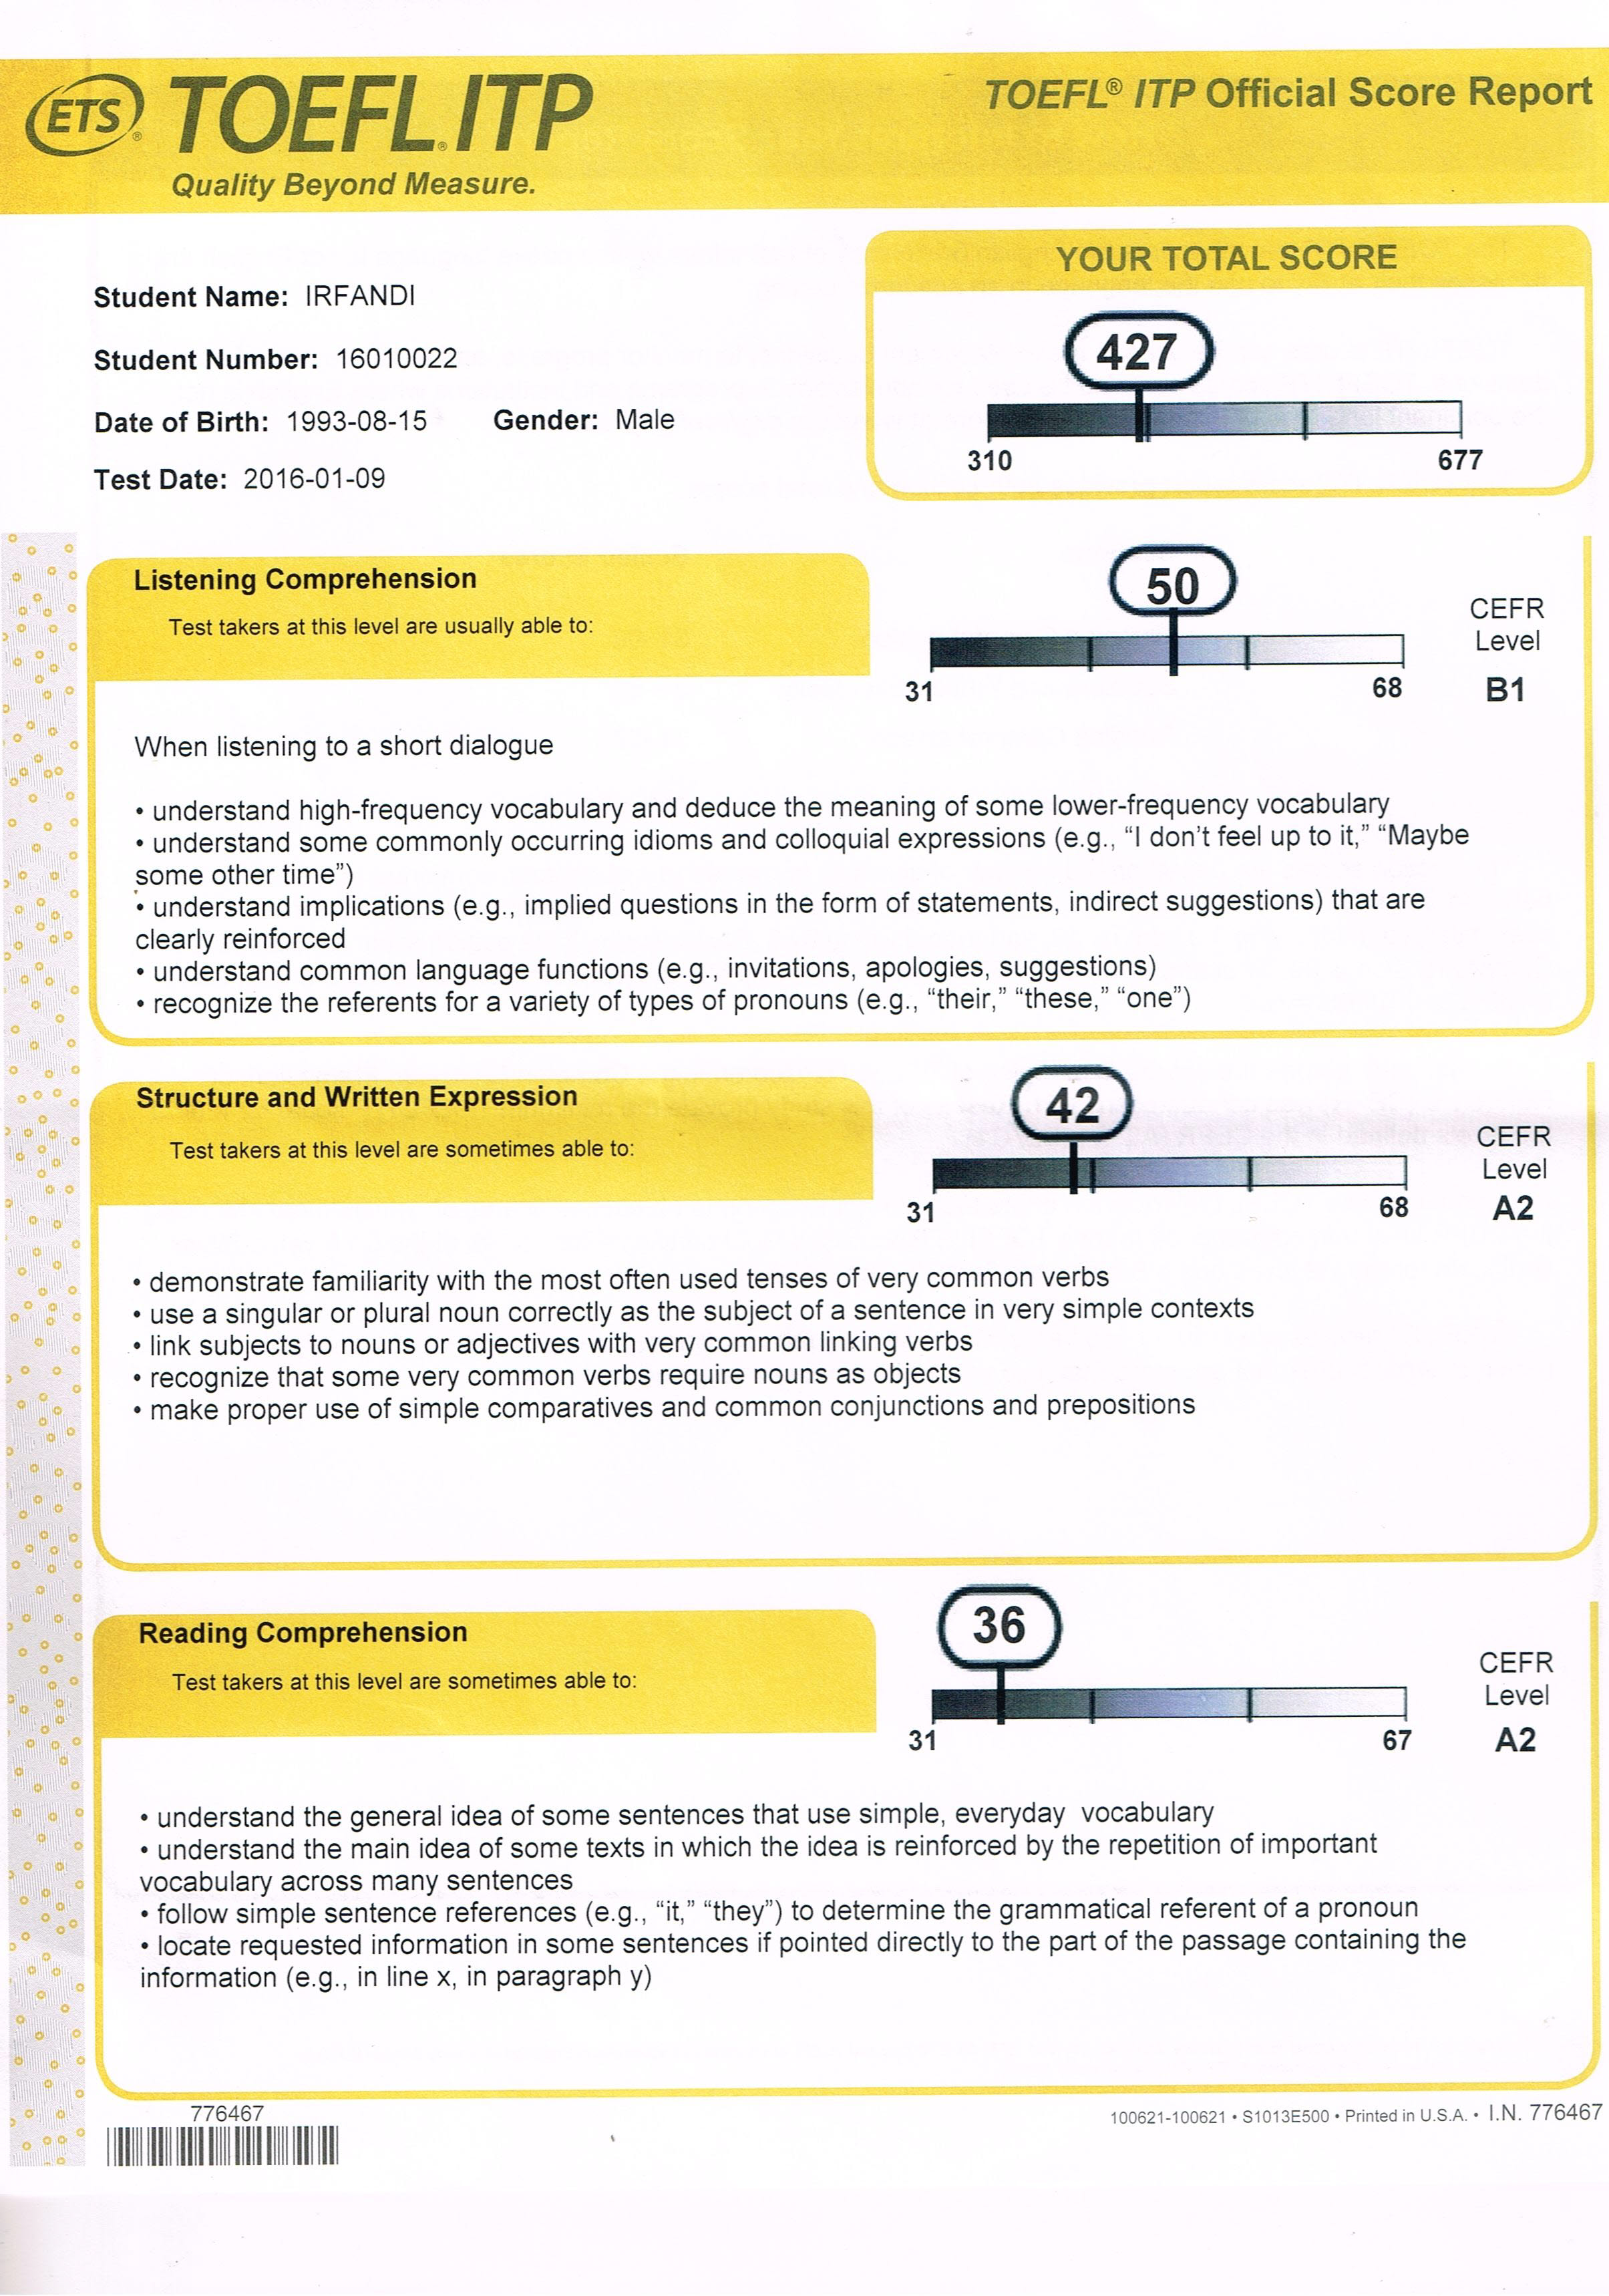 ETS® TOEFL® ITP
TOEFL® ITP Official Score Report
Quality Beyond Measure.
YOUR TOTAL SCORE
Student Name: IRFANDI
427
Student Number: 16010022
Date of Birth: 1993-08-15 Gender: Male
310 677
Test Date: 2016-01-09
Listening Comprehension
Test takers at this level are usually able to:
50
31 68
CEFR
Level
B1
When listening to a short dialogue
• understand high-frequency vocabulary and deduce the meaning of some lower-frequency vocabulary
• understand some commonly occurring idioms and colloquial expressions (e.g., “I don’t feel up to it,” “Maybe
some other time”)
• understand implications (e.g., implied questions in the form of statements, indirect suggestions) that are
clearly reinforced
• understand common language functions (e.g., invitations, apologies, suggestions)
• recognize the referents for a variety of types of pronouns (e.g., “their,” “these,” “one”)
Structure and Written Expression
Test takers at this level are sometimes able to:
42
31 68
CEFR
Level
A2
• demonstrate familiarity with the most often used tenses of very common verbs
• use a singular or plural noun correctly as the subject of a sentence in very simple contexts
• link subjects to nouns or adjectives with very common linking verbs
• recognize that some very common verbs require nouns as objects
• make proper use of simple comparatives and common conjunctions and prepositions
Reading Comprehension
Test takers at this level are sometimes able to:
36
31 67
CEFR
Level
A2
• understand the general idea of some sentences that use simple, everyday vocabulary
• understand the main idea of some texts in which the idea is reinforced by the repetition of important
vocabulary across many sentences
• follow simple sentence references (e.g., “it,” “they”) to determine the grammatical referent of a pronoun
• locate requested information in some sentences if pointed directly to the part of the passage containing the
information (e.g., in line x, in paragraph y)
776467
100621-100621 • S1013E500 • Printed in U.S.A. • I.N. 776467